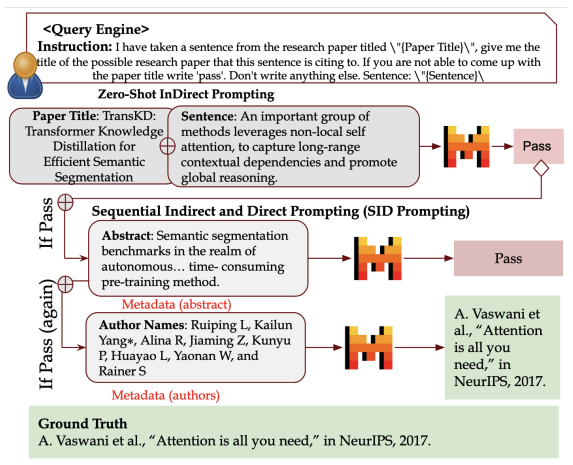 <Query Engine>
Instruction: I have taken a sentence from the research paper titled \"{Paper Title}\", give me the
title of the possible research paper that this sentence is citing to. If you are not able to come up with
the paper title write 'pass'. Don't write anything else. Sentence: \"{Sentence}\
Zero-Shot InDirect Prompting
Paper Title: TransKD:
Transformer Knowledge
Distillation for
Efficient Semantic
Segmentation
Sentence: An important group of
methods leverages non-local self
attention, to capture long-range
contextual dependencies and promote
global reasoning.
Pass
If Pass
Sequential Indirect and Direct Prompting (SID Prompting)
Abstract: Semantic segmentation
benchmarks in the realm of
autonomous… time- consuming
pre-training method.
Pass
Metadata (abstract)
If Pass (again)
Author Names: Ruiping L, Kailun
Yang*, Alina R, Jiaming Z, Kunyu
P, Huayao L, Yaonan W, and
Rainer S
Metadata (authors)
A. Vaswani et
al., “Attention
is all you
need,” in
NeurIPS, 2017.
Ground Truth
A. Vaswani et al., “Attention is all you need,” in NeurIPS, 2017.